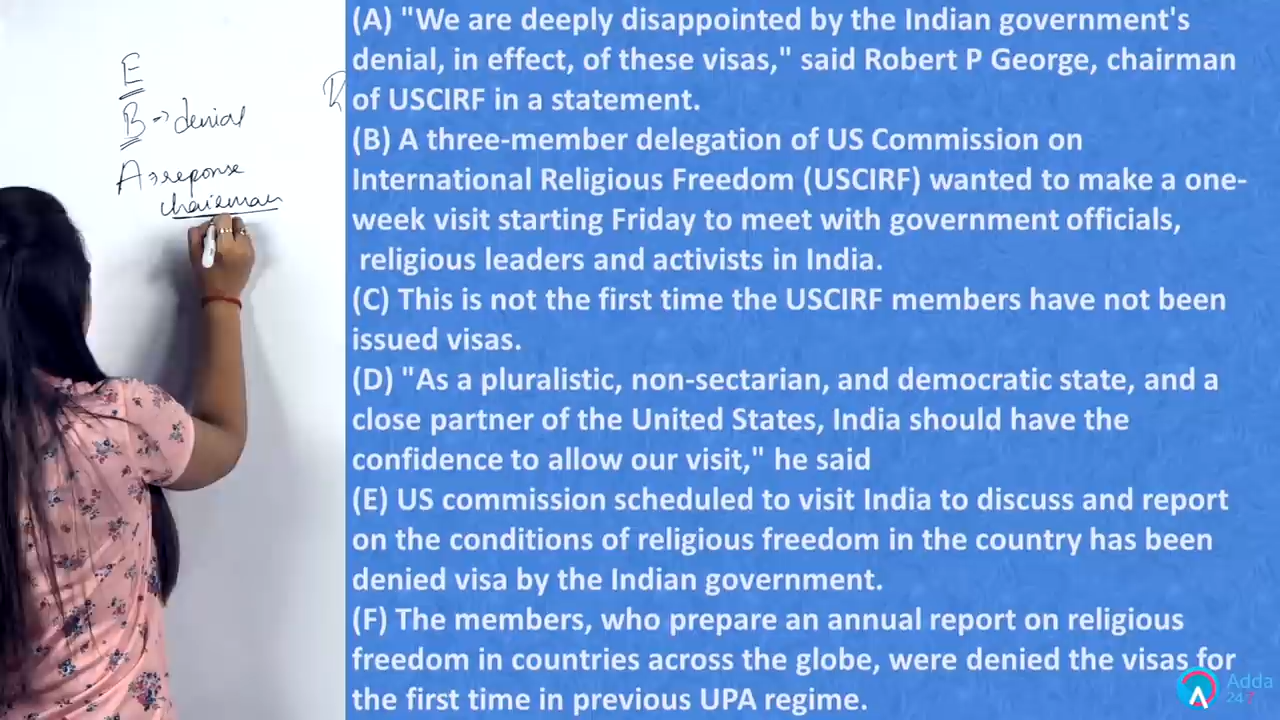 E
B → denial
A → reponse
chairman
(A) "We are deeply disappointed by the Indian government's
denial, in effect, of these visas," said Robert P George, chairman
of USCIRF in a statement.
(B) A three-member delegation of US Commission on
International Religious Freedom (USCIRF) wanted to make a one-
week visit starting Friday to meet with government officials,
religious leaders and activists in India.
(C) This is not the first time the USCIRF members have not been
issued visas.
(D) "As a pluralistic, non-sectarian, and democratic state, and a
close partner of the United States, India should have the
confidence to allow our visit," he said
(E) US commission scheduled to visit India to discuss and report
on the conditions of religious freedom in the country has been
denied visa by the Indian government.
(F) The members, who prepare an annual report on religious
freedom in countries across the globe, were denied the visas for
the first time in previous UPA regime.
Adda
247